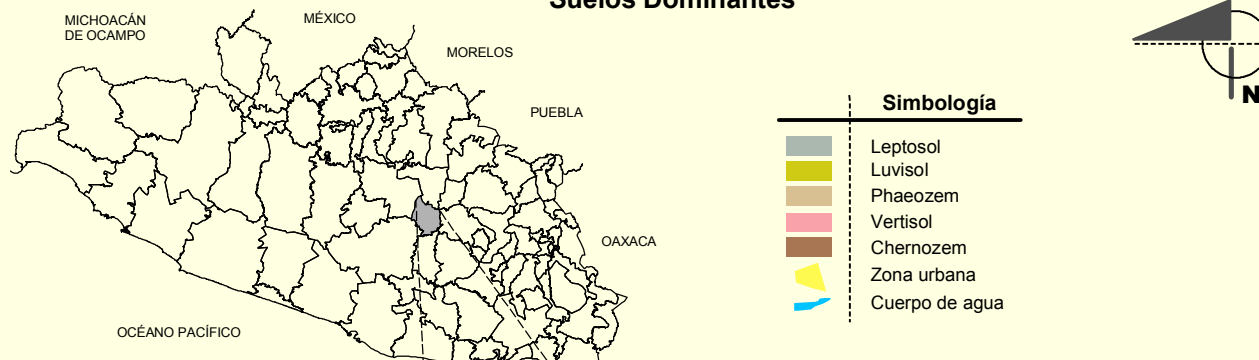 Suelos Dominantes
MICHOACÁN
DE OCAMPO
MÉXICO
MORELOS
PUEBLA
OAXACA
OCÉANO PACÍFICO
N
Simbología
Leptosol
Luvisol
Phaeozem
Vertisol
Chernozem
Zona urbana
Cuerpo de agua